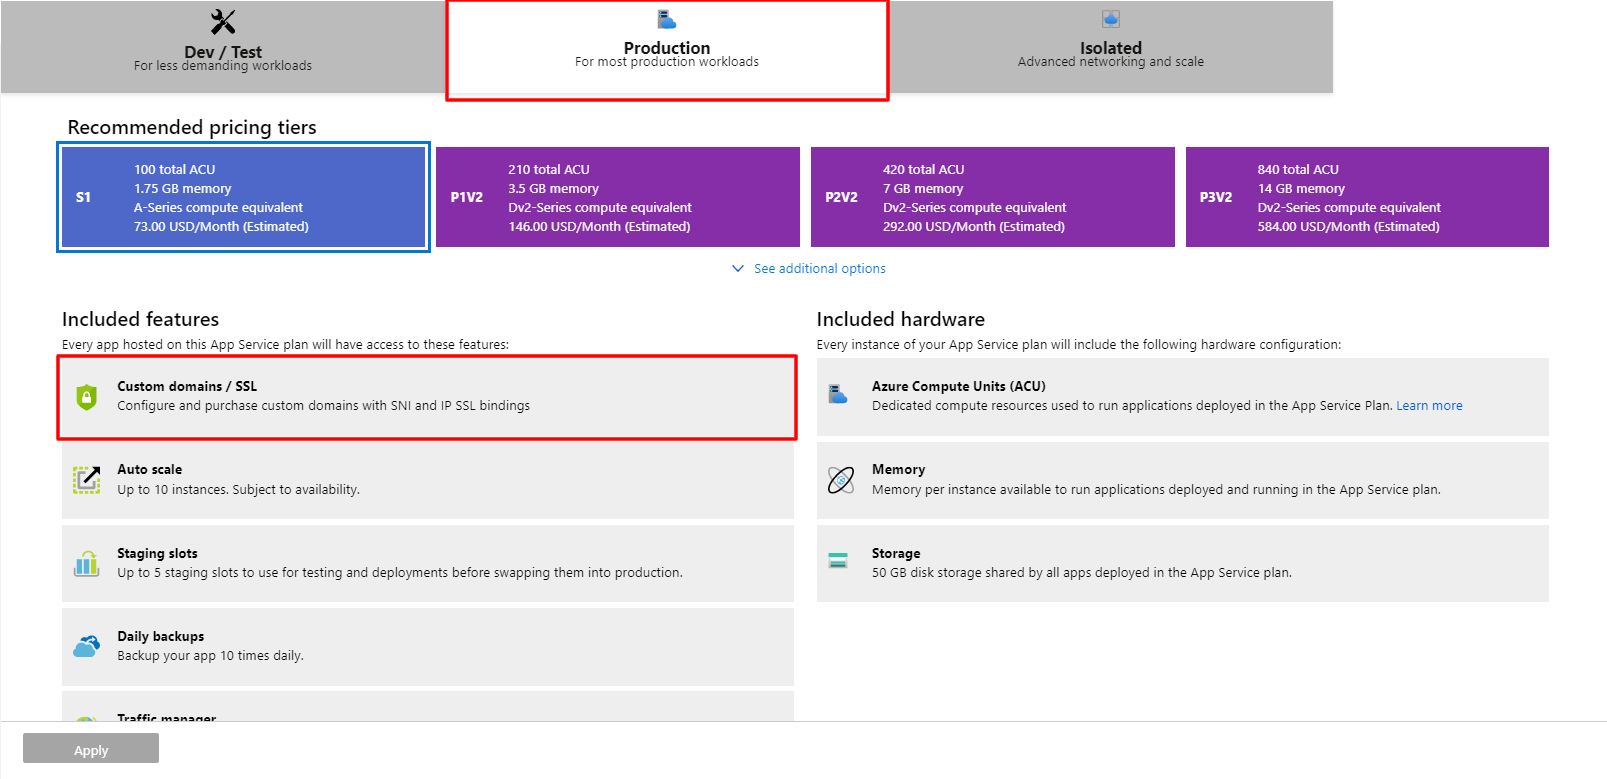 Dev / Test
For less demanding workloads
Production
For most production workloads
Isolated
Advanced networking and scale
Recommended pricing tiers
S1
100 total ACU
1.75 GB memory
A-Series compute equivalent
73.00 USD/Month (Estimated)
P1V2
210 total ACU
3.5 GB memory
Dv2-Series compute equivalent
146.00 USD/Month (Estimated)
P2V2
420 total ACU
7 GB memory
Dv2-Series compute equivalent
292.00 USD/Month (Estimated)
P3V2
840 total ACU
14 GB memory
Dv2-Series compute equivalent
584.00 USD/Month (Estimated)
See additional options
Included features
Every app hosted on this App Service plan will have access to these features:
Custom domains / SSL
Configure and purchase custom domains with SNI and IP SSL bindings
Auto scale
Up to 10 instances. Subject to availability.
Staging slots
Up to 5 staging slots to use for testing and deployments before swapping them into production.
Daily backups
Backup your app 10 times daily.
Traffic manager
Included hardware
Every instance of your App Service plan will include the following hardware configuration:
Azure Compute Units (ACU)
Dedicated compute resources used to run applications deployed in the App Service Plan. Learn more
Memory
Memory per instance available to run applications deployed and running in the App Service plan.
Storage
50 GB disk storage shared by all apps deployed in the App Service plan.
Apply